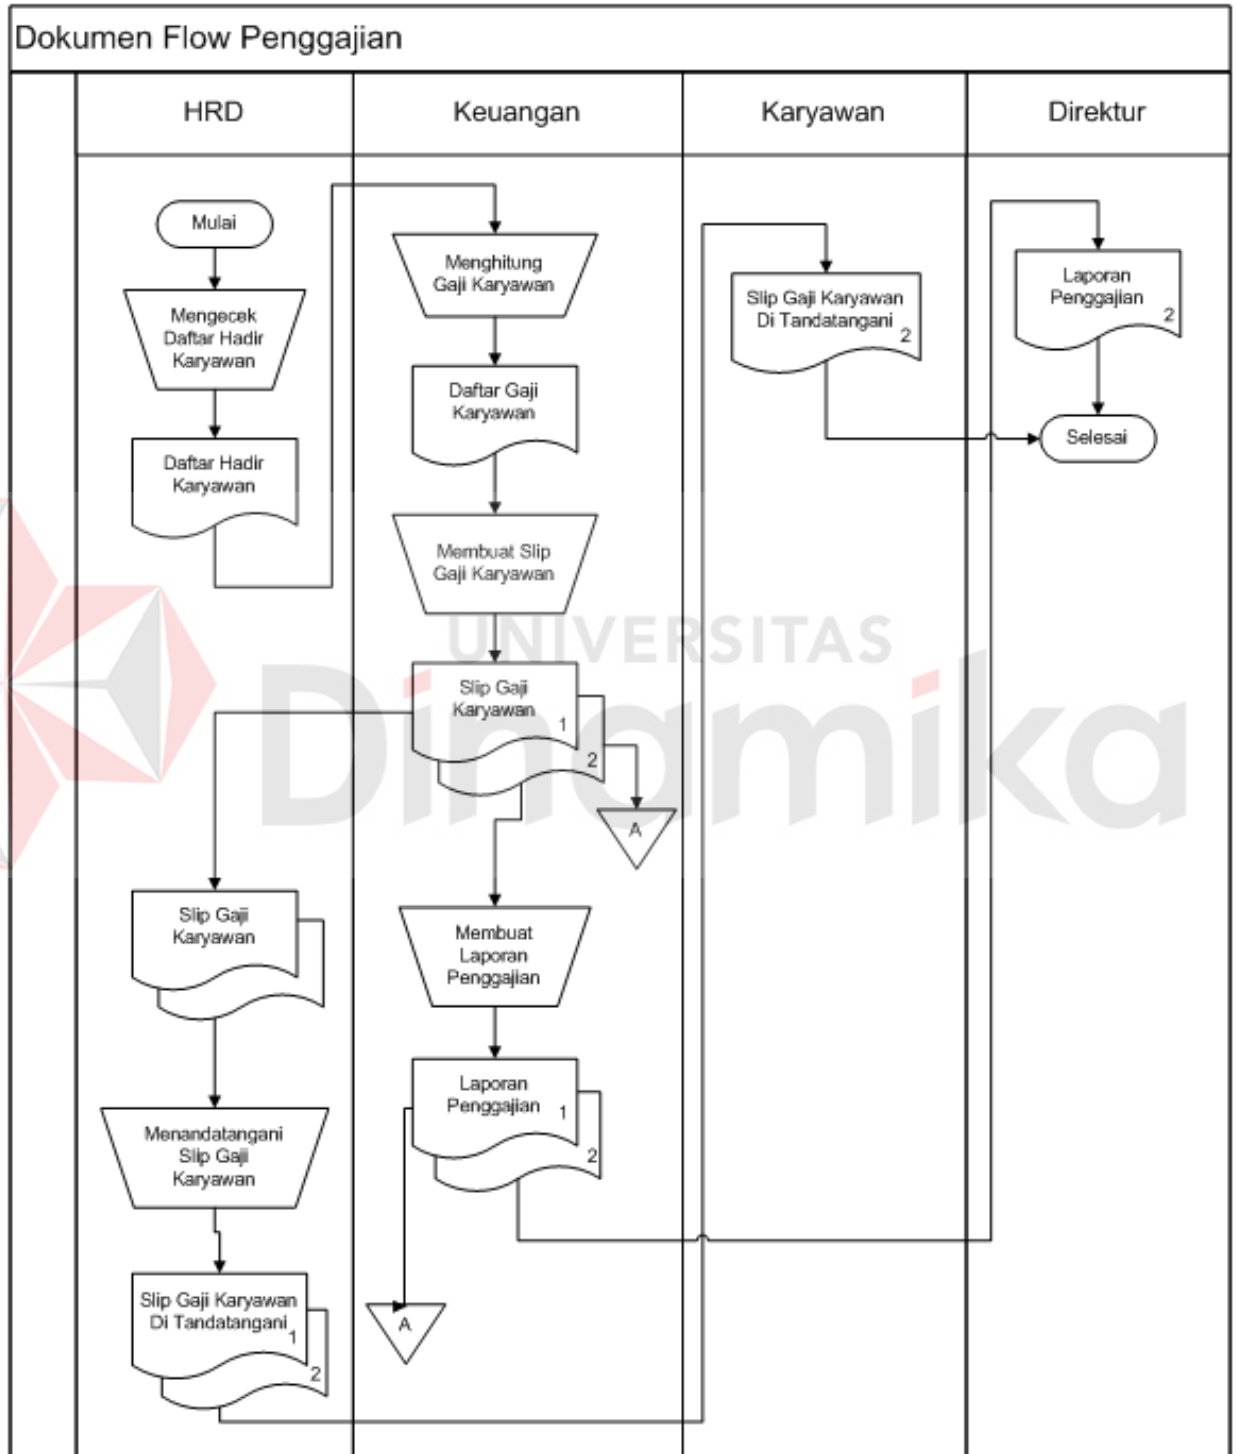 Dokumen Flow Penggajian
HRD
Keuangan
Karyawan
Direktur
Mulai
Mengecek
Daftar Hadir
Karyawan
Daftar Hadir
Karyawan
Slip Gaji
Karyawan
Menandatangani
Slip Gaji
Karyawan
Slip Gaji Karyawan
Di Tandatangani
1
2
Menghitung
Gaji Karyawan
Daftar Gaji
Karyawan
Membuat Slip
Gaji Karyawan
Slip Gaji
Karyawan
1
2
A
Membuat
Laporan
Penggajian
Laporan
Penggajian
1
2
A
Slip Gaji Karyawan
Di Tandatangani
2
Laporan
Penggajian
2
Selesai
UNIVERSITAS
Dinamika